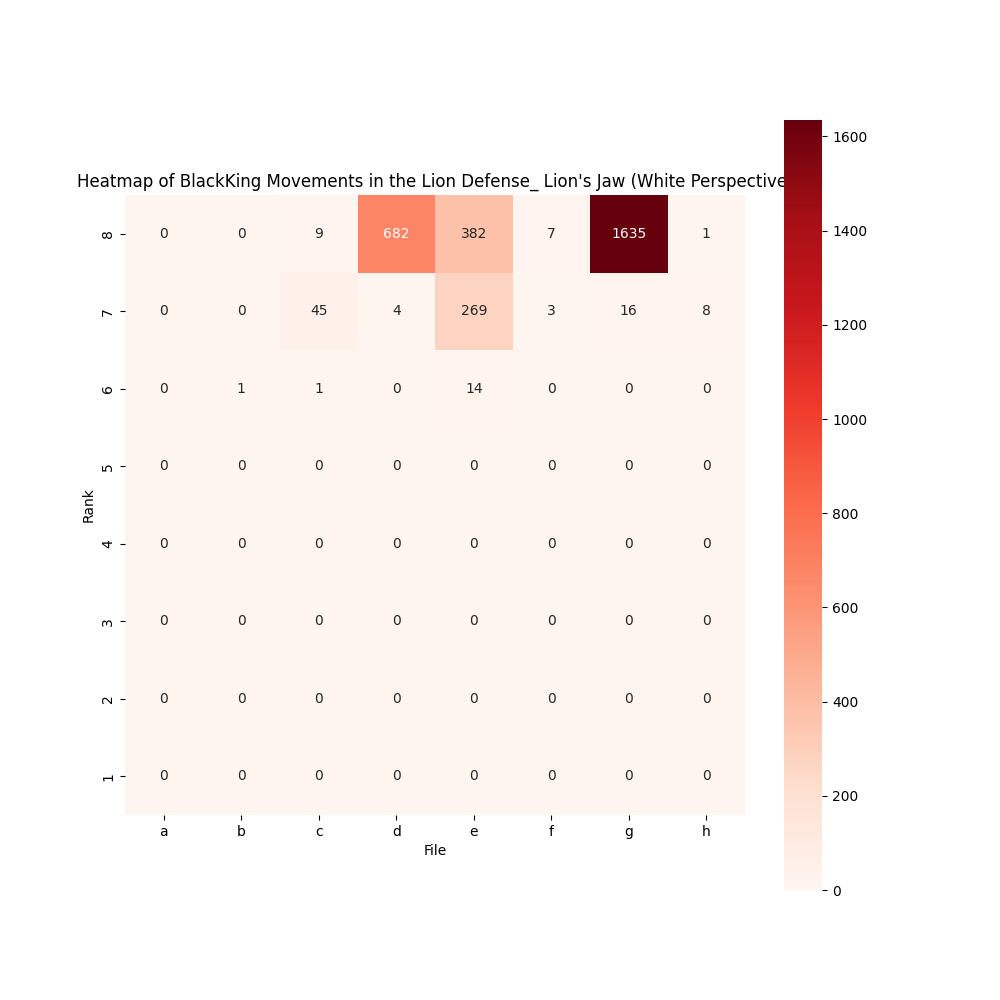 Heatmap of BlackKing Movements in the Lion Defense_ Lion's Jaw (White Perspective
8 0 0 9 682 382 7 1635 1
7 0 0 45 4 269 3 16 8
6 0 1 1 0 14 0 0 0
5 0 0 0 0 0 0 0 0
4 0 0 0 0 0 0 0 0
3 0 0 0 0 0 0 0 0
2 0 0 0 0 0 0 0 0
1 0 0 0 0 0 0 0 0
Rank
a b c d e f g h
File
1600
1400
1200
1000
800
600
400
200
0